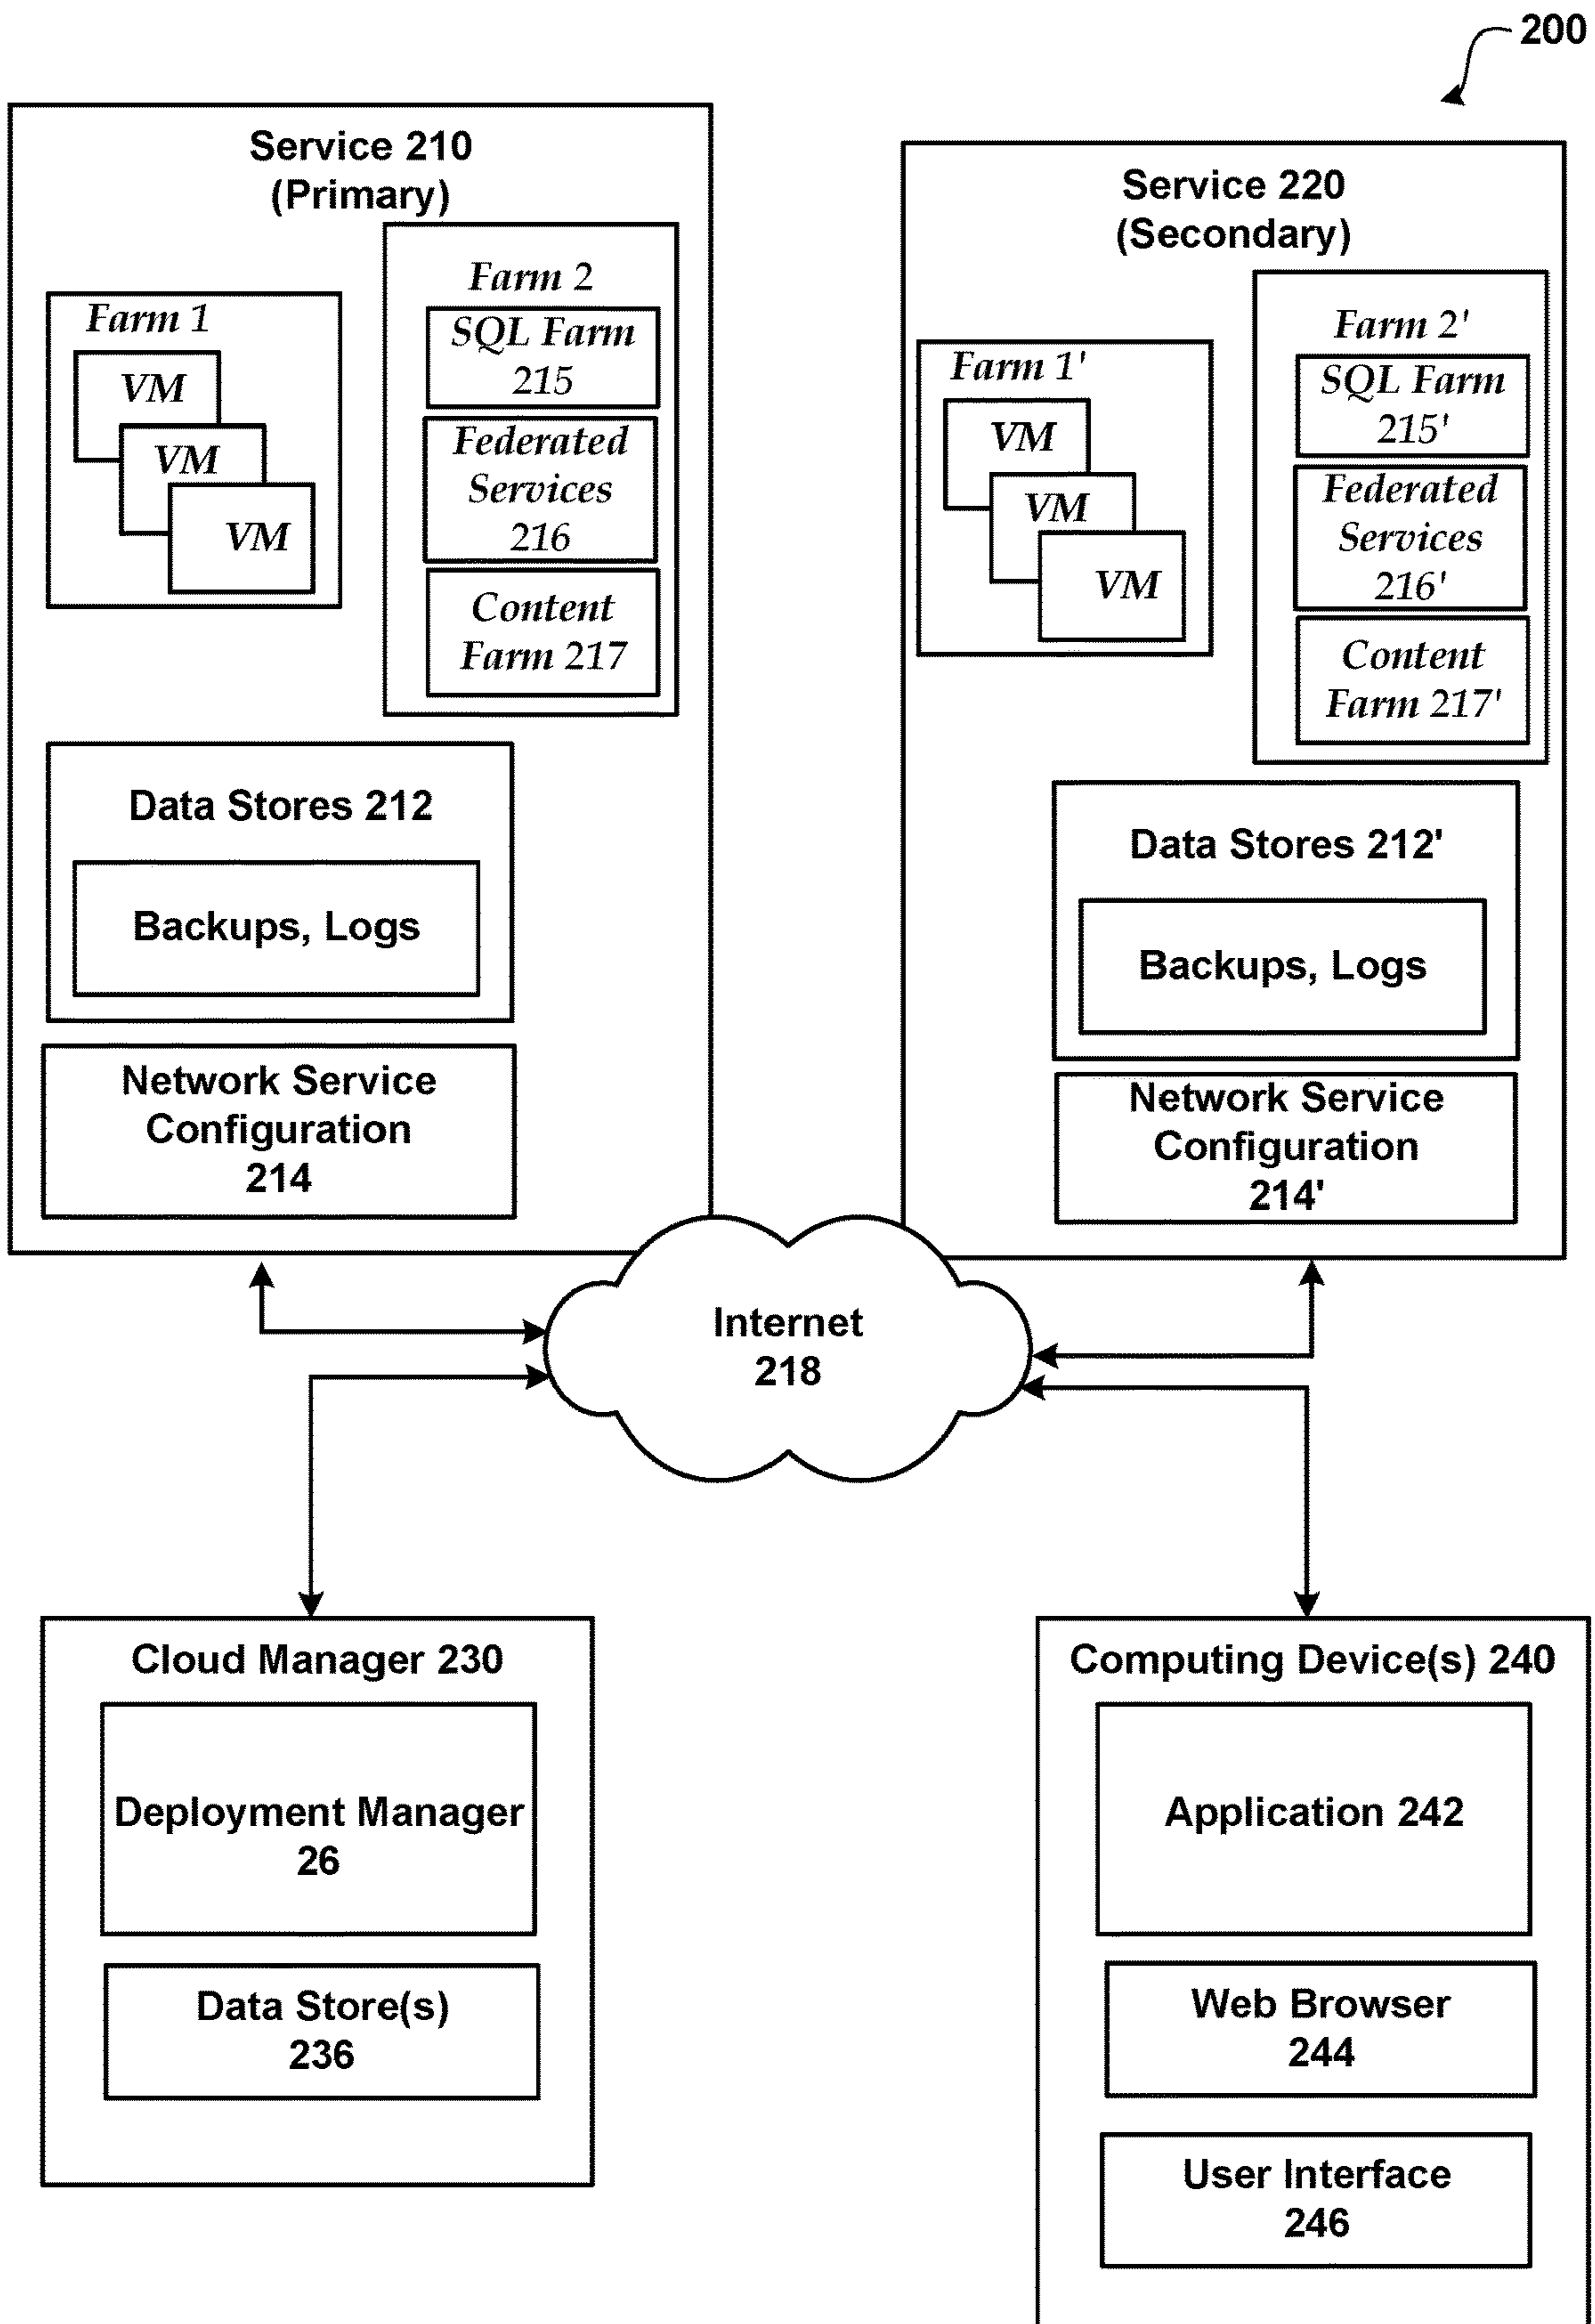 200
Service 210
(Primary)
Farm 1
VM
VM
VM
Farm 2
SQL Farm
215
Federated
Services
216
Content
Farm 217
Data Stores 212
Backups, Logs
Network Service
Configuration
214
Service 220
(Secondary)
Farm 1'
VM
VM
VM
Farm 2'
SQL Farm
215'
Federated
Services
216'
Content
Farm 217'
Data Stores 212'
Backups, Logs
Network Service
Configuration
214'
Internet
218
Cloud Manager 230
Deployment Manager
26
Data Store(s)
236
Computing Device(s) 240
Application 242
Web Browser
244
User Interface
246